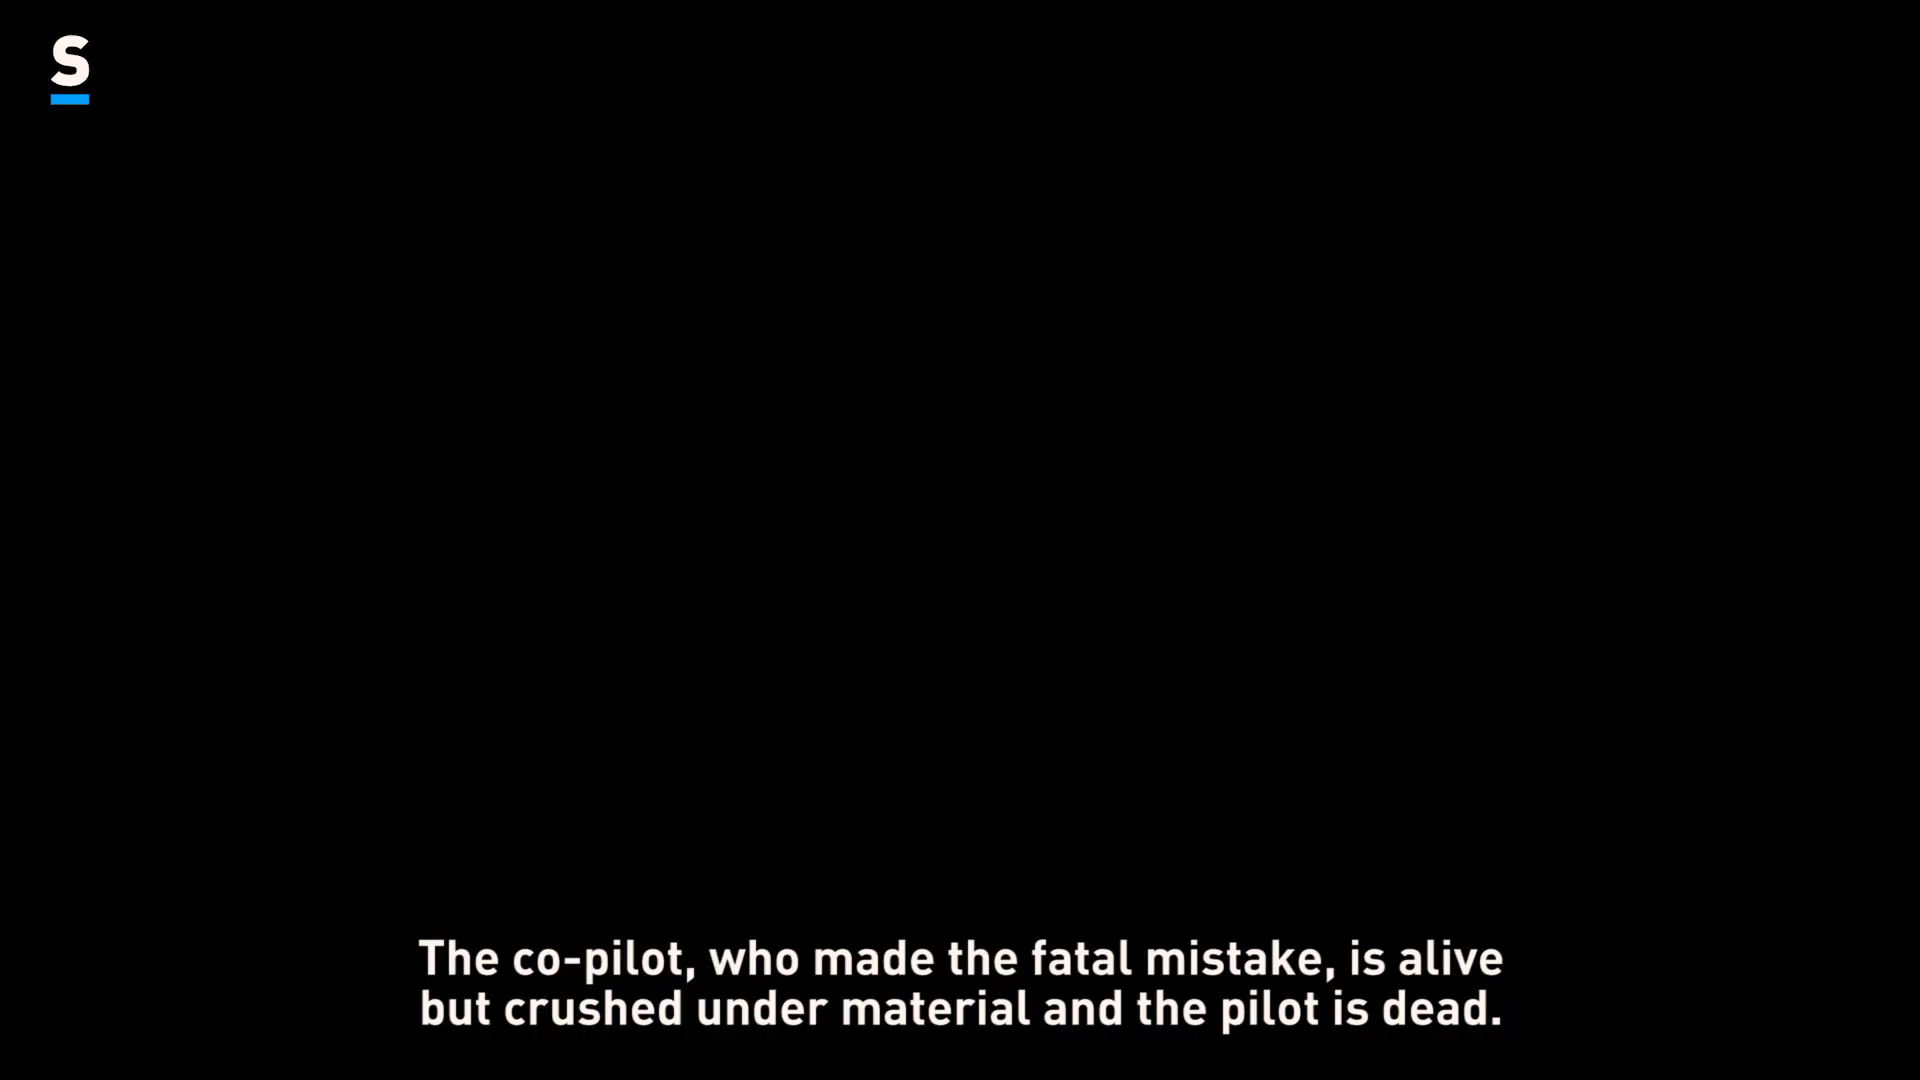 S
The co-pilot, who made the fatal mistake, is alive
but crushed under material and the pilot is dead.